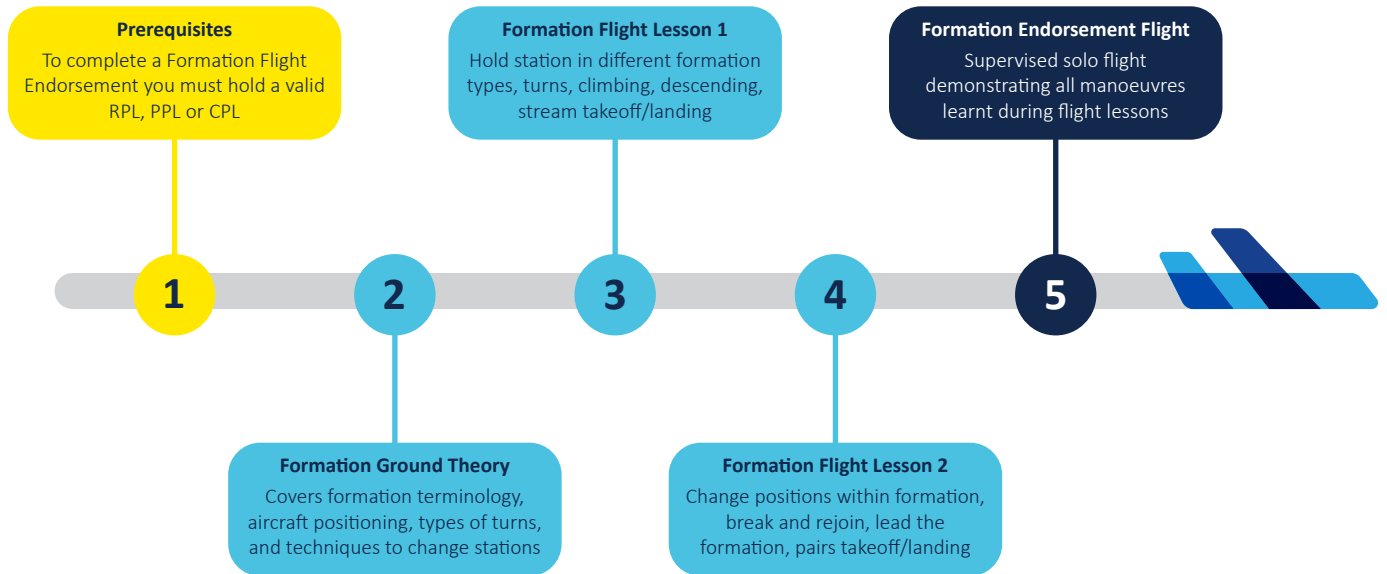 Prerequisites
To complete a Formation Flight
Endorsement you must hold a valid
RPL, PPL or CPL
Formation Flight Lesson 1
Hold station in different formation
types, turns, climbing, descending,
stream takeoff/landing
Formation Endorsement Flight
Supervised solo flight
demonstrating all manoeuvres
learnt during flight lessons
1
2
3
4
5
Formation Ground Theory
Covers formation terminology,
aircraft positioning, types of turns,
and techniques to change stations
Formation Flight Lesson 2
Change positions within formation,
break and rejoin, lead the
formation, pairs takeoff/landing